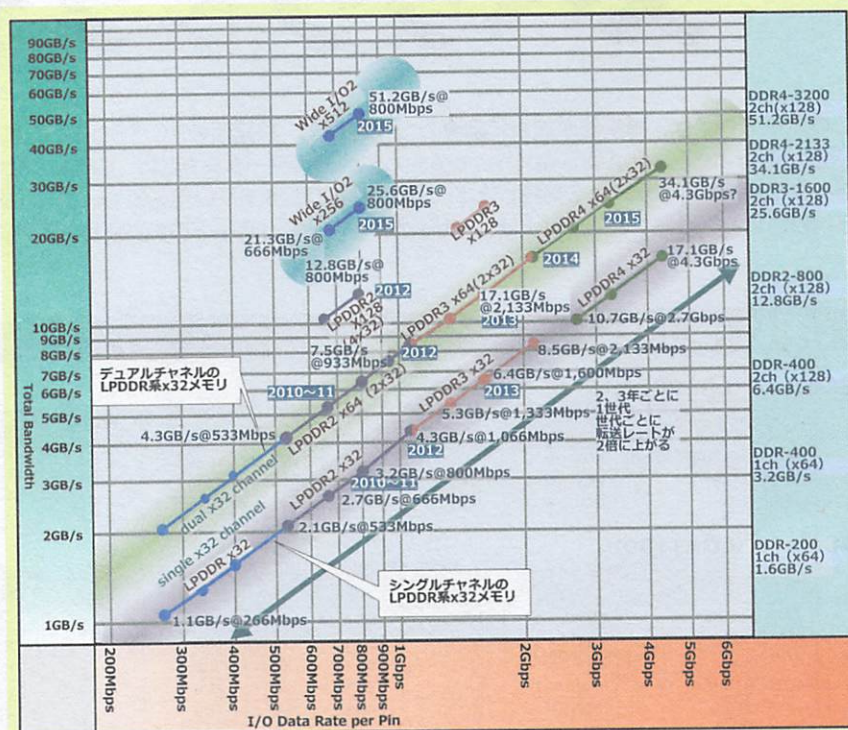 90GB/s
80GB/s
70GB/s
60GB/s
50GB/s
40GB/s
30GB/s
20GB/s
10GB/s
9GB/s
8GB/s
7GB/s
6GB/s
5GB/s
4GB/s
3GB/s
2GB/s
1GB/s
Total Bandwidth
Wide I/O2
x512
51.2GB/s@
800Mbps
2015
Wide I/O2
x256
25.6GB/s@
800Mbps
2015
21.3GB/s@
666Mbps
12.8GB/s@
800Mbps
2012
LPDDR2
x128
(4x32)
LPDDR3
x128
LPDDR4 x64(2x32)
34.1GB/s
@4.3Gbps?
2015
2014
17.1GB/s
@4.3Gbps
LPDDR4 x32
10.7GB/s@2.7Gbps
LPDDR3 x64(2x32)
17.1GB/s
@2,133Mbps
2013
7.5GB/s
@933Mbps
2012
8.5GB/s@2,133Mbps
6.4GB/s@1,600Mbps
2013
LPDDR3 x32
5.3GB/s@1,333Mbps
4.3GB/s@1,066Mbps
2012
デュアルチャネルの
LPDDR系x32メモリ
2010~11
LPDDR2 x64 (2x32)
4.3GB/s@533Mbps
dual x32 channel
LPDDR2 x32
3.2GB/s@800Mbps
2010~11
2.7GB/s@666Mbps
2.1GB/s@533Mbps
single x32 channel
LPDDR x32
1.1GB/s@266Mbps
シングルチャネルの
LPDDR系x32メモリ
2、3年ごとに
1世代
世代ごとに
転送レートが
2倍に上がる
DDR4-3200
2ch(x128)
51.2GB/s
DDR4-2133
2ch (x128)
34.1GB/s
DDR3-1600
2ch (x128)
25.6GB/s
DDR2-800
2ch (x128)
12.8GB/s
DDR-400
2ch (x128)
6.4GB/s
DDR-400
1ch (x64)
3.2GB/s
DDR-200
1ch (x64)
1.6GB/s
200Mbps
300Mbps
400Mbps
500Mbps
600Mbps
700Mbps
800Mbps
900Mbps
1Gbps
2Gbps
3Gbps
4Gbps
5Gbps
6Gbps
I/O Data Rate per Pin